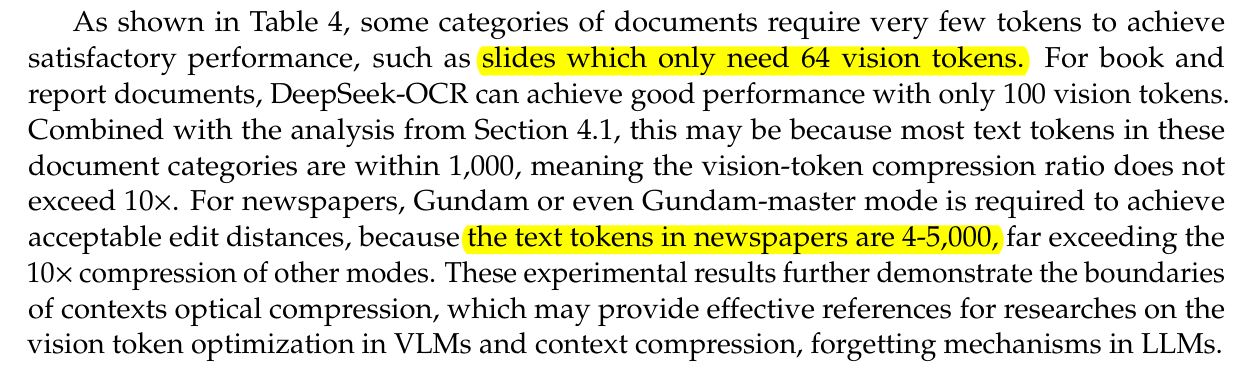 As shown in Table 4, some categories of documents require very few tokens to achieve
satisfactory performance, such as slides which only need 64 vision tokens. For book and
report documents, DeepSeek-OCR can achieve good performance with only 100 vision tokens.
Combined with the analysis from Section 4.1, this may be because most text tokens in these
document categories are within 1,000, meaning the vision-token compression ratio does not
exceed 10×. For newspapers, Gundam or even Gundam-master mode is required to achieve
acceptable edit distances, because the text tokens in newspapers are 4-5,000, far exceeding the
10× compression of other modes. These experimental results further demonstrate the boundaries
of contexts optical compression, which may provide effective references for researches on the
vision token optimization in VLMs and context compression, forgetting mechanisms in LLMs.